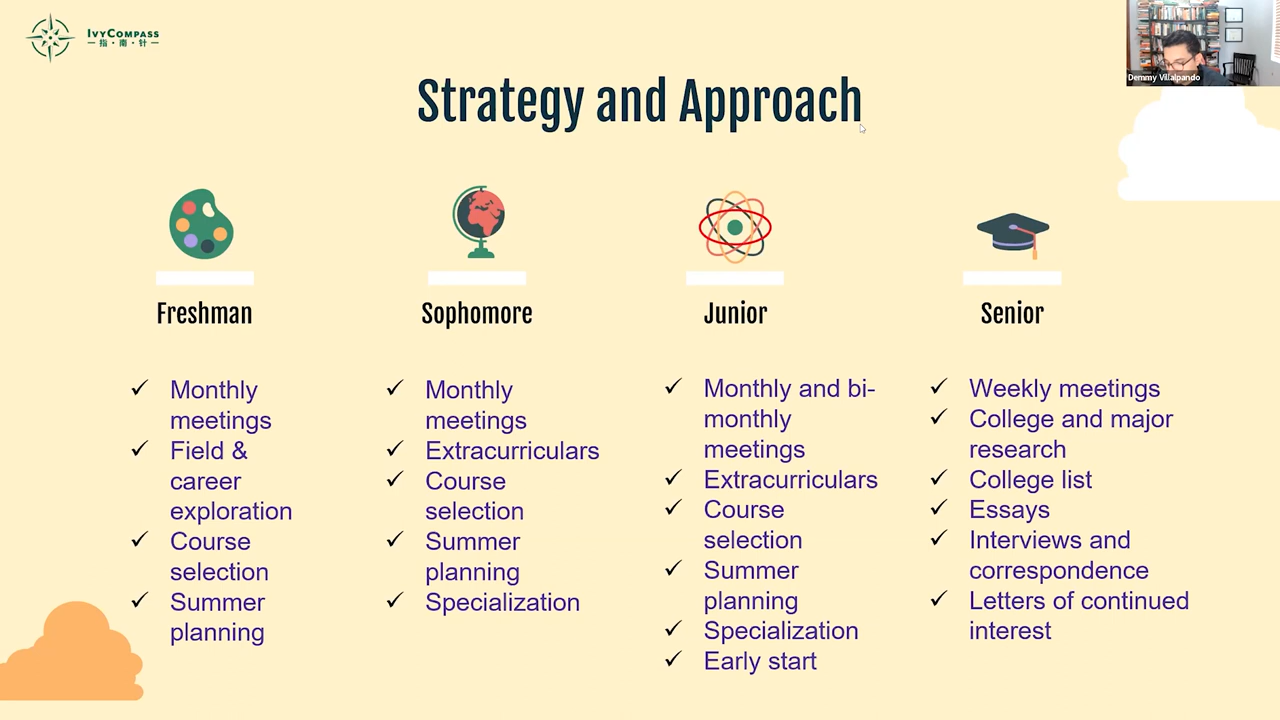 IVYCOMPASS
指·南·针
Demmy Villalpando
Strategy and Approach
Freshman
Monthly
meetings
Field &
career
exploration
Course
selection
Summer
planning
Sophomore
Monthly
meetings
Extracurriculars
Course
selection
Summer
planning
Specialization
Junior
Monthly and bi-
monthly
meetings
Extracurriculars
Course
selection
Summer
planning
Specialization
Early start
Senior
Weekly meetings
College and major
research
College list
Essays
Interviews and
correspondence
Letters of continued
interest